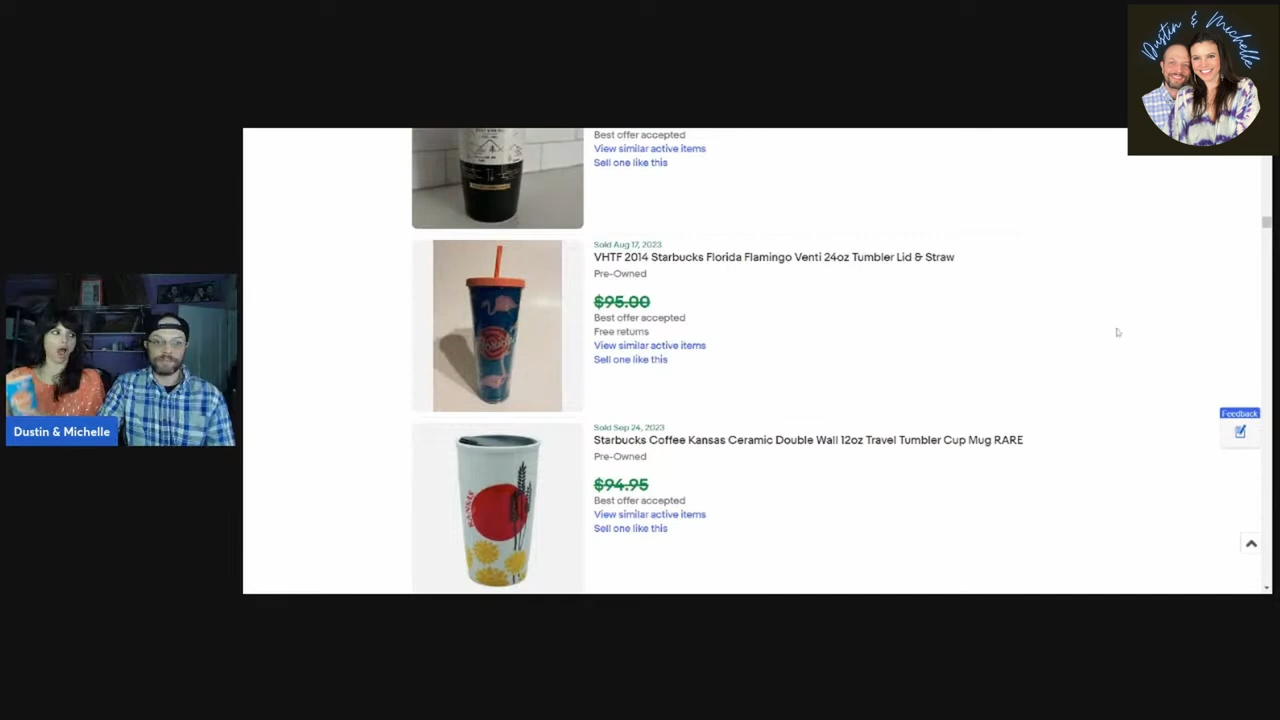 Dustin & Michelle
Best offer accepted
View similar active items
Sell one like this
Sold Aug 17, 2023
VHTF 2014 Starbucks Florida Flamingo Venti 24oz Tumbler Lid & Straw
Pre-Owned
$95.00
Best offer accepted
Free returns
View similar active items
Sell one like this
Feedback
Dustin & Michelle
Sold Sep 24, 2023
Starbucks Coffee Kansas Ceramic Double Wall 12oz Travel Tumbler Cup Mug RARE
Pre-Owned
$94.95
Best offer accepted
View similar active items
Sell one like this
KANSAS